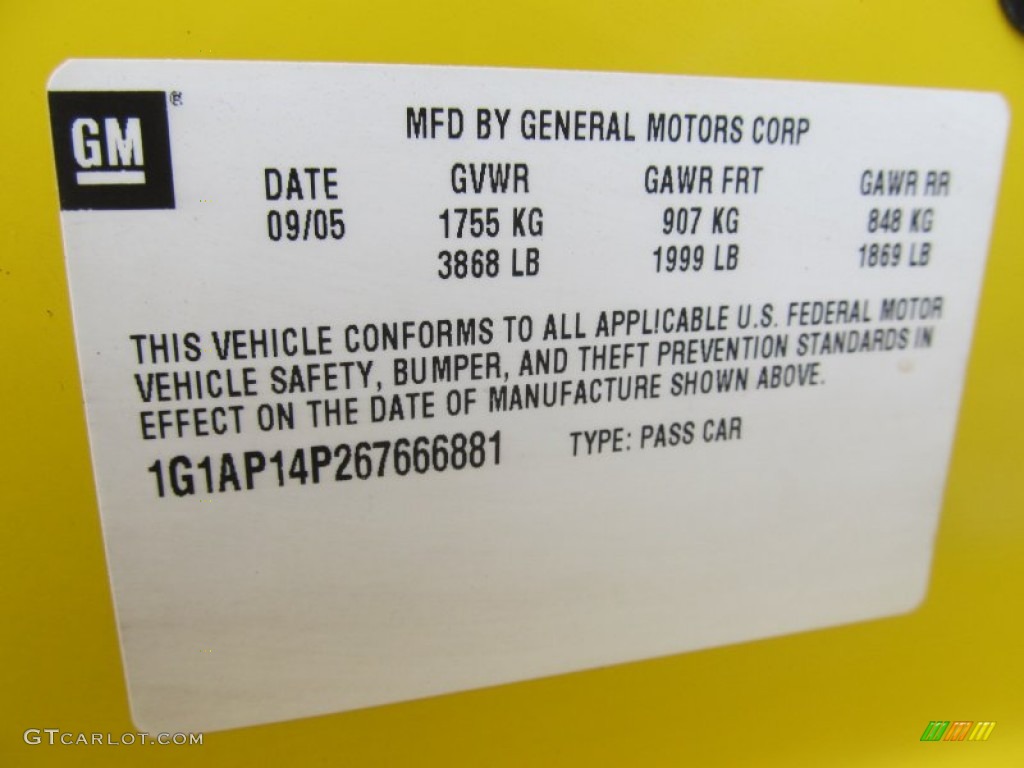 GM ®
MFD BY GENERAL MOTORS CORP
DATE GVWR GAWR FRT GAWR RR
09/05 1755 KG 907 KG 848 KG
3868 LB 1999 LB 1869 LB
THIS VEHICLE CONFORMS TO ALL APPLICABLE U.S. FEDERAL MOTOR
VEHICLE SAFETY, BUMPER, AND THEFT PREVENTION STANDARDS IN
EFFECT ON THE DATE OF MANUFACTURE SHOWN ABOVE.
1G1AP14P267666881 TYPE: PASS CAR
GTCARLOT.COM